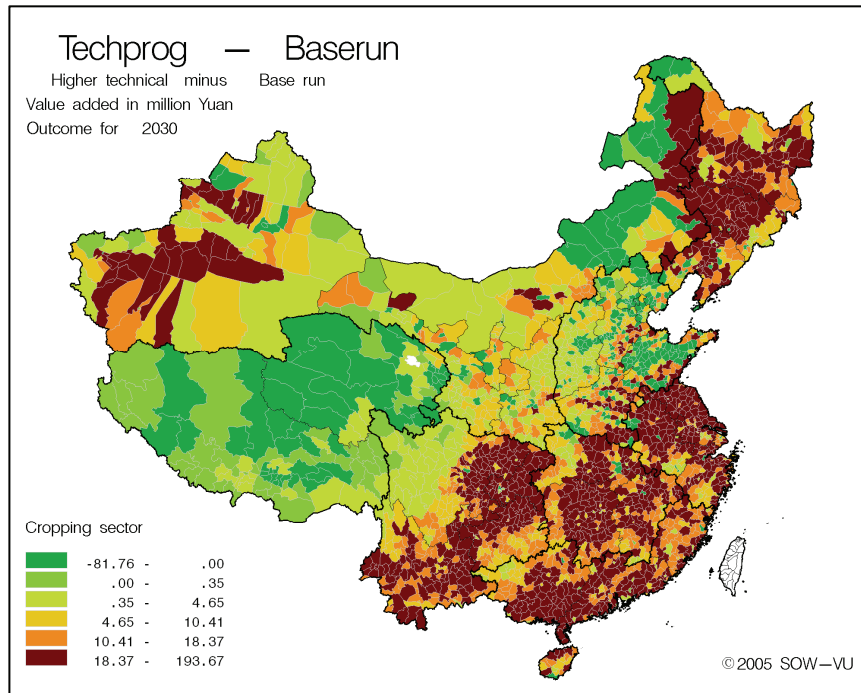 Techprog — Baserun
Higher technical minus Base run
Value added in million Yuan
Outcome for 2030
Cropping sector
-81.76 - .00
.00 - .35
.35 - 4.65
4.65 - 10.41
10.41 - 18.37
18.37 - 193.67
©2005 SOW—VU